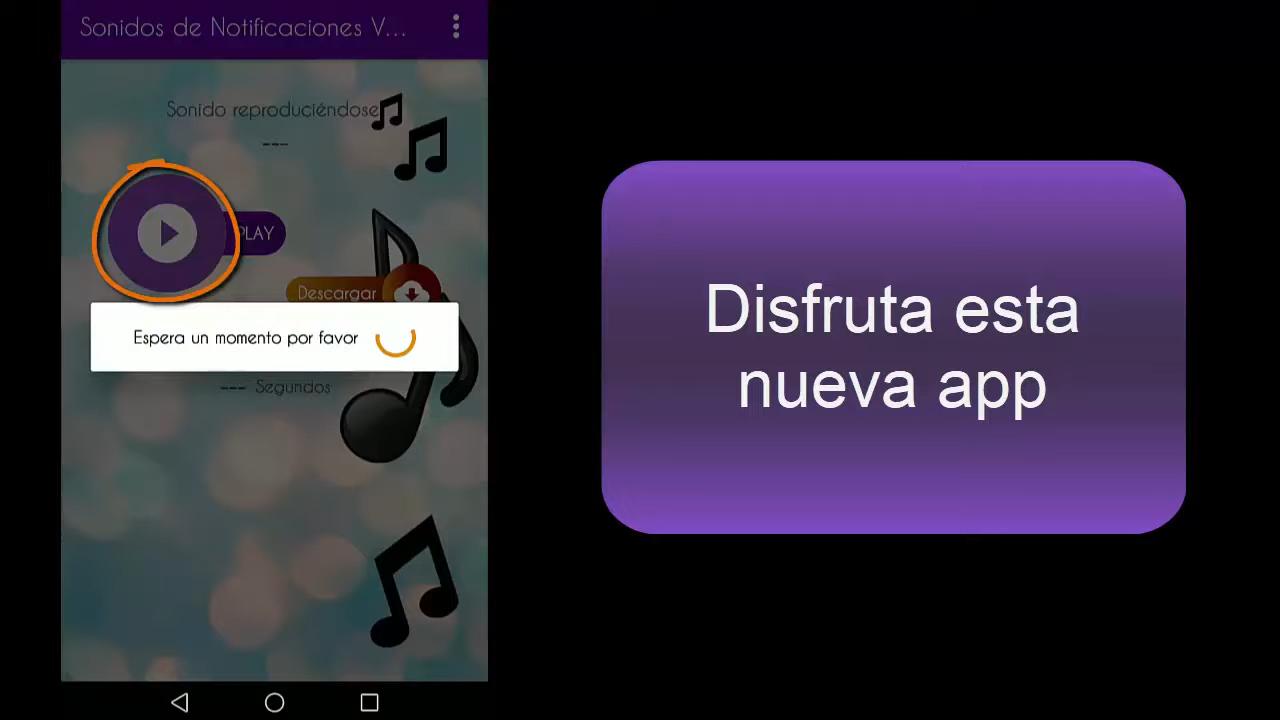 Sonidos de Notificaciones V...
Sonido reproduciéndose
---
PLAY
Descargar
Espera un momento por favor
--- Segundos
Disfruta esta
nueva app